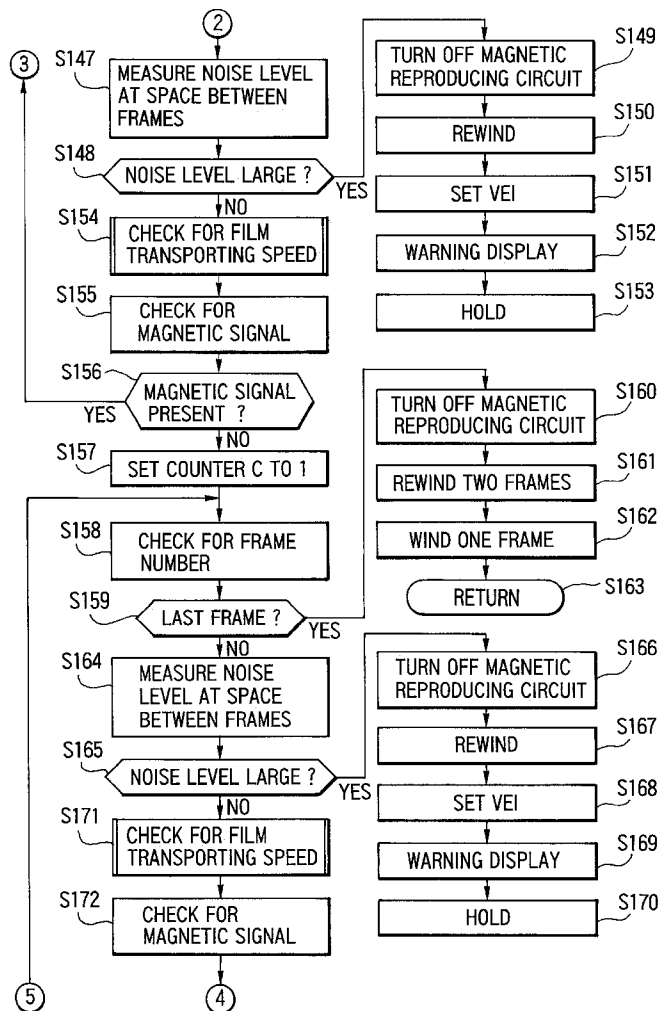 2
3
S147
MEASURE NOISE LEVEL
AT SPACE BETWEEN
FRAMES
S148
NOISE LEVEL LARGE ?
YES
NO
S149
TURN OFF MAGNETIC
REPRODUCING CIRCUIT
S150
REWIND
S151
SET VEI
S152
WARNING DISPLAY
S153
HOLD
S154
CHECK FOR FILM
TRANSPORTING SPEED
S155
CHECK FOR
MAGNETIC SIGNAL
S156
MAGNETIC SIGNAL
PRESENT ?
YES
NO
S157
SET COUNTER C TO 1
S158
CHECK FOR FRAME
NUMBER
S159
LAST FRAME ?
YES
NO
S160
TURN OFF MAGNETIC
REPRODUCING CIRCUIT
S161
REWIND TWO FRAMES
S162
WIND ONE FRAME
S163
RETURN
S164
MEASURE NOISE
LEVEL AT SPACE
BETWEEN FRAMES
S165
NOISE LEVEL LARGE ?
YES
NO
S166
TURN OFF MAGNETIC
REPRODUCING CIRCUIT
S167
REWIND
S168
SET VEI
S169
WARNING DISPLAY
S170
HOLD
S171
CHECK FOR FILM
TRANSPORTING SPEED
S172
CHECK FOR
MAGNETIC SIGNAL
5
4